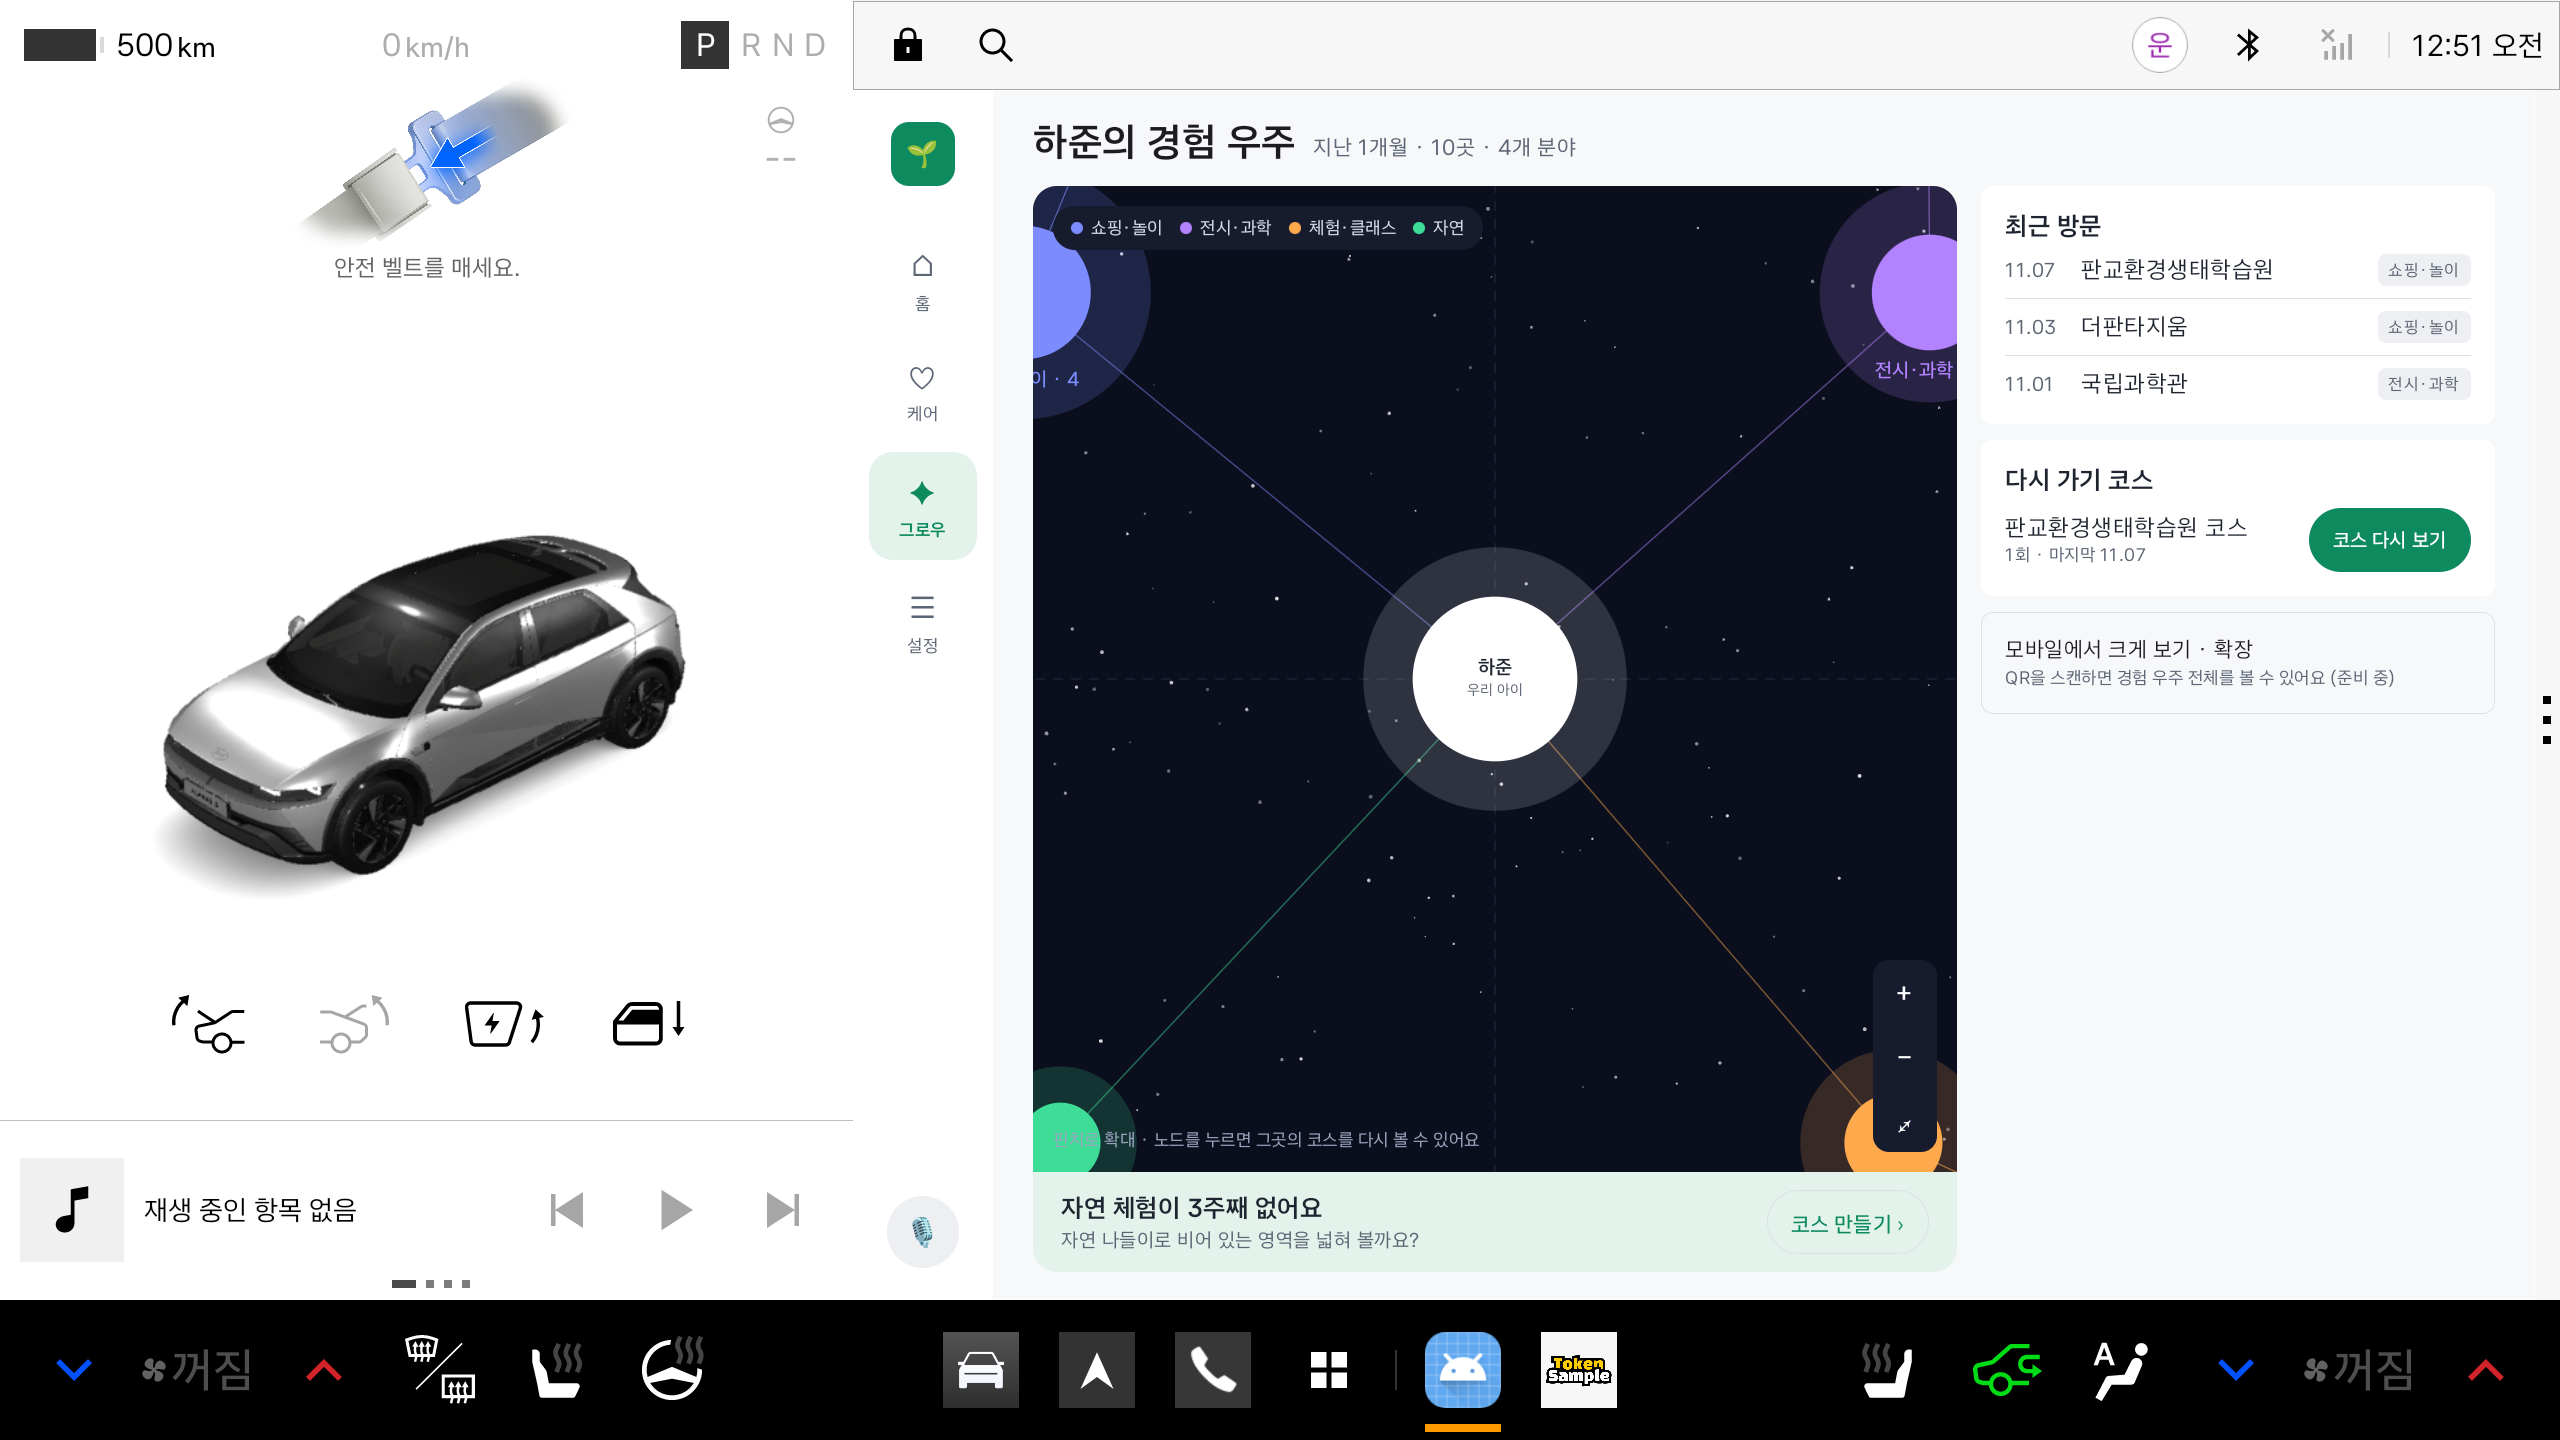 500 km
0 km/h
P R N D
운
12:51 오전
안전 벨트를 매세요.
재생 중인 항목 없음
홈
케어
그로우
설정
하준의 경험 우주
지난 1개월 · 10곳 · 4개 분야
쇼핑·놀이
전시·과학
체험·클래스
자연
이 · 4
전시·과학
하준
우리 아이
확대 · 노드를 누르면 그곳의 코스를 다시 볼 수 있어요
+
−
자연 체험이 3주째 없어요
자연 나들이로 비어 있는 영역을 넓혀 볼까요?
코스 만들기 ›
최근 방문
11.07 판교환경생태학습원 쇼핑·놀이
11.03 더판타지움 쇼핑·놀이
11.01 국립과학관 전시·과학
다시 가기 코스
판교환경생태학습원 코스
1회 · 마지막 11.07
코스 다시 보기
모바일에서 크게 보기 · 확장
QR을 스캔하면 경험 우주 전체를 볼 수 있어요 (준비 중)
꺼짐
Token
Sample
A
꺼짐